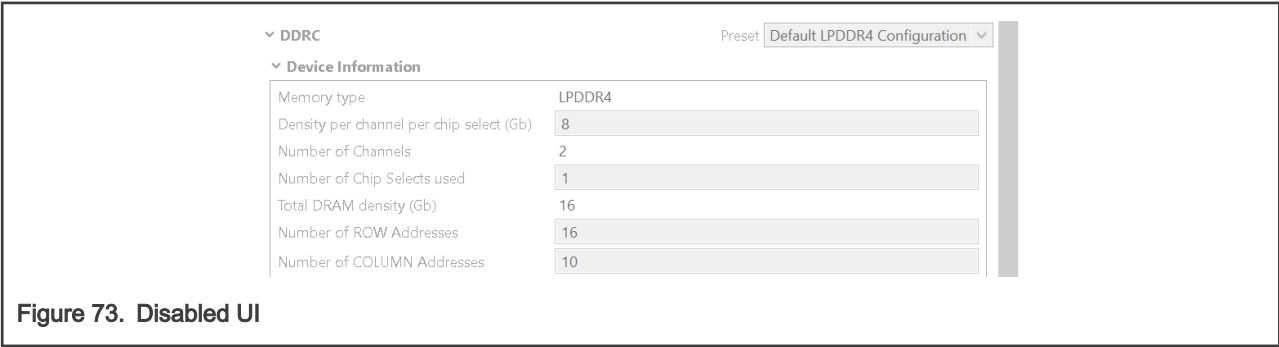 DDRC Preset Default LPDDR4 Configuration
Device Information
Memory type LPDDR4
Density per channel per chip select (Gb) 8
Number of Channels 2
Number of Chip Selects used 1
Total DRAM density (Gb) 16
Number of ROW Addresses 16
Number of COLUMN Addresses 10
Figure 73. Disabled UI